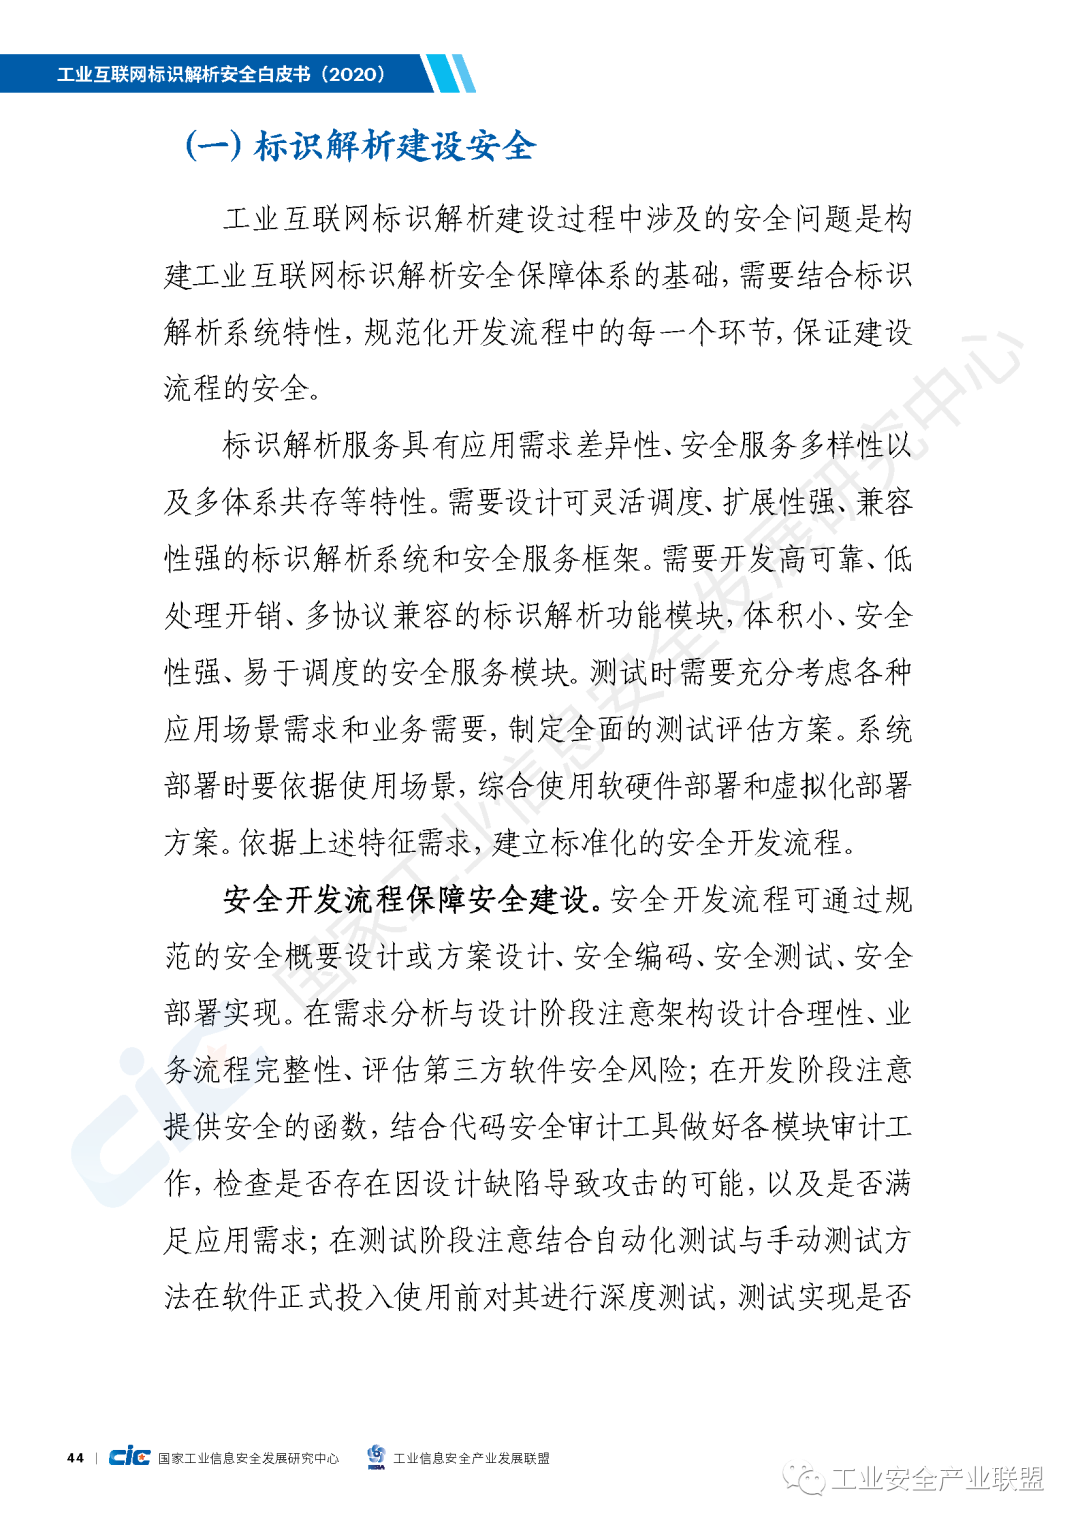 工业互联网标识解析安全白皮书（2020）
（一）标识解析建设安全
工业互联网标识解析建设过程中涉及的安全问题是构
建工业互联网标识解析安全保障体系的基础，需要结合标识
解析系统特性，规范化开发流程中的每一个环节，保证建设
流程的安全。
标识解析服务具有应用需求差异性、安全服务多样性以
及多体系共存等特性。需要设计可灵活调度、扩展性强、兼容
性强的标识解析系统和安全服务框架。需要开发高可靠、低
处理开销、多协议兼容的标识解析功能模块，体积小、安全
性强、易于调度的安全服务模块。测试时需要充分考虑各种
应用场景需求和业务需要，制定全面的测试评估方案。系统
部署时要依据使用场景，综合使用软硬件部署和虚拟化部署
方案。依据上述特征需求，建立标准化的安全开发流程。
安全开发流程保障安全建设。安全开发流程可通过规
范的安全概要设计或方案设计、安全编码、安全测试、安全
部署实现。在需求分析与设计阶段注意架构设计合理性、业
务流程完整性、评估第三方软件安全风险；在开发阶段注意
提供安全的函数，结合代码安全审计工具做好各模块审计工
作，检查是否存在因设计缺陷导致攻击的可能，以及是否满
足应用需求；在测试阶段注意结合自动化测试与手动测试方
法在软件正式投入使用前对其进行深度测试，测试实现是否
国家工业信息安全发展研究中心
CIC
44 | CIC 国家工业信息安全发展研究中心 工业信息安全产业发展联盟
工业安全产业联盟